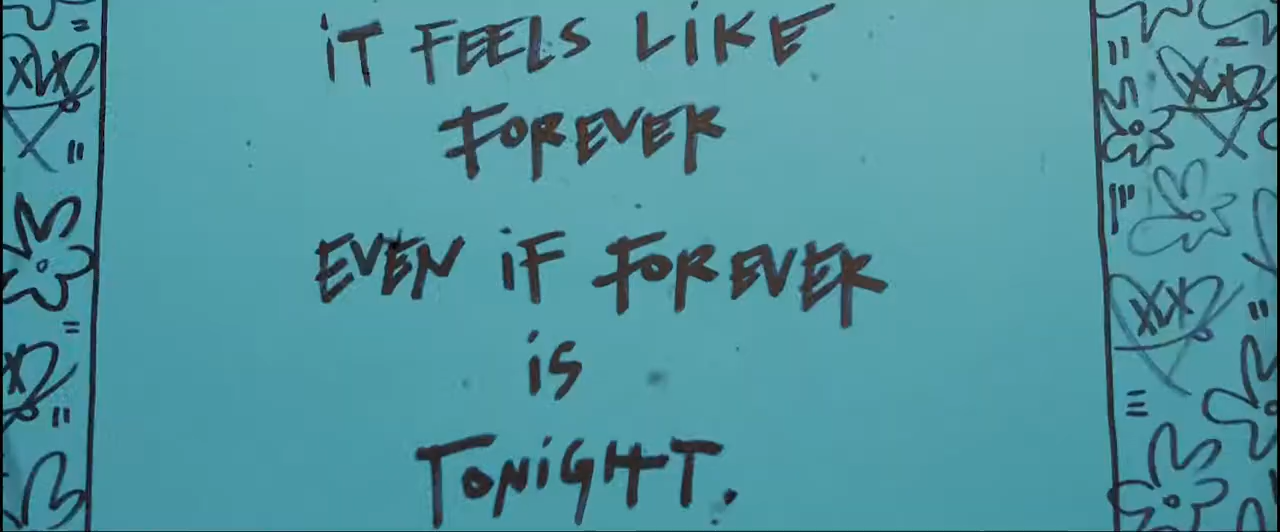 iT FEELS LiKE
FOREVER
EVEN iF FOREVER
iS
TONiGHT.